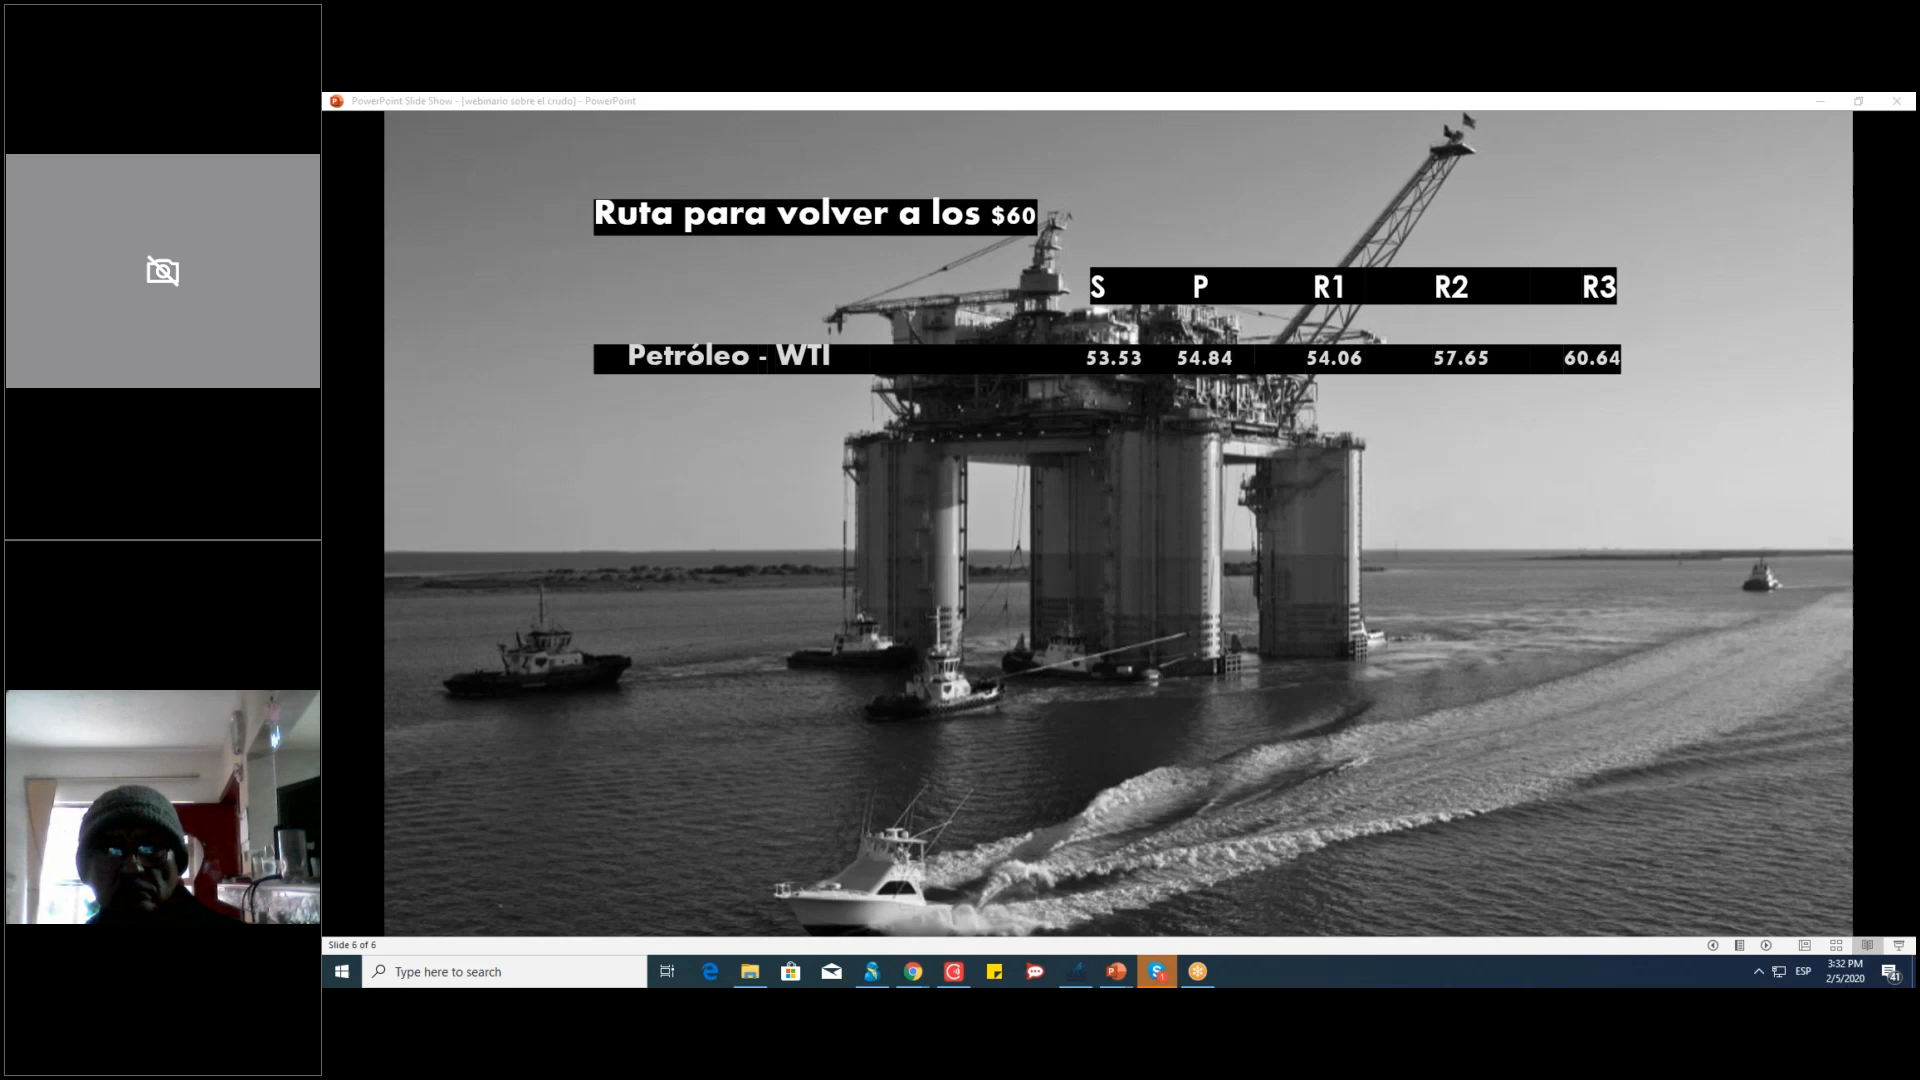 PowerPoint Slide Show - [webinario sobre el crudo] - PowerPoint
Ruta para volver a los $60
S P R1 R2 R3
Petróleo - WTI 53.53 54.84 54.06 57.65 60.64
Slide 6 of 6
Type here to search
ESP
3:32 PM
2/5/2020
41